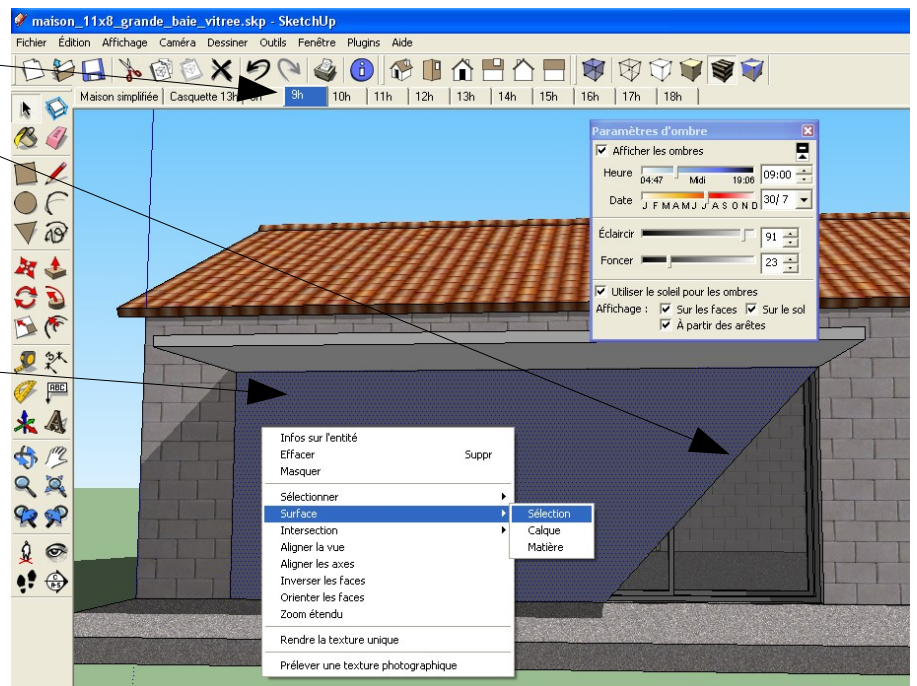 maison_11x8_grande_baie_vitree.skp - SketchUp
Fichier Édition Affichage Caméra Dessiner Outils Fenêtre Plugins Aide
Maison simplifiée Casquette 13h 9h 10h 11h 12h 13h 14h 15h 16h 17h 18h
Paramètres d'ombre
Afficher les ombres
Heure 04:47 Midi 19:06 09:00
Date J F M A M J J A S O N D 30/ 7
Éclaircir 91
Foncer 23
Utiliser le soleil pour les ombres
Affichage : Sur les faces Sur le sol
À partir des arêtes
ABC
Infos sur l'entité
Effacer Suppr
Masquer
Sélectionner
Surface Sélection
Intersection Calque
Aligner la vue Matière
Aligner les axes
Inverser les faces
Orienter les faces
Zoom étendu
Rendre la texture unique
Prélever une texture photographique